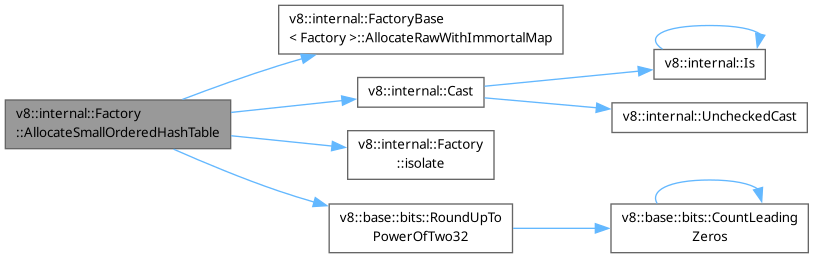 v8::internal::Factory
::AllocateSmallOrderedHashTable
v8::internal::FactoryBase
< Factory >::AllocateRawWithImmortalMap
v8::internal::Cast
v8::internal::Is
v8::internal::UncheckedCast
v8::internal::Factory
::isolate
v8::base::bits::RoundUpTo
PowerOfTwo32
v8::base::bits::CountLeading
Zeros